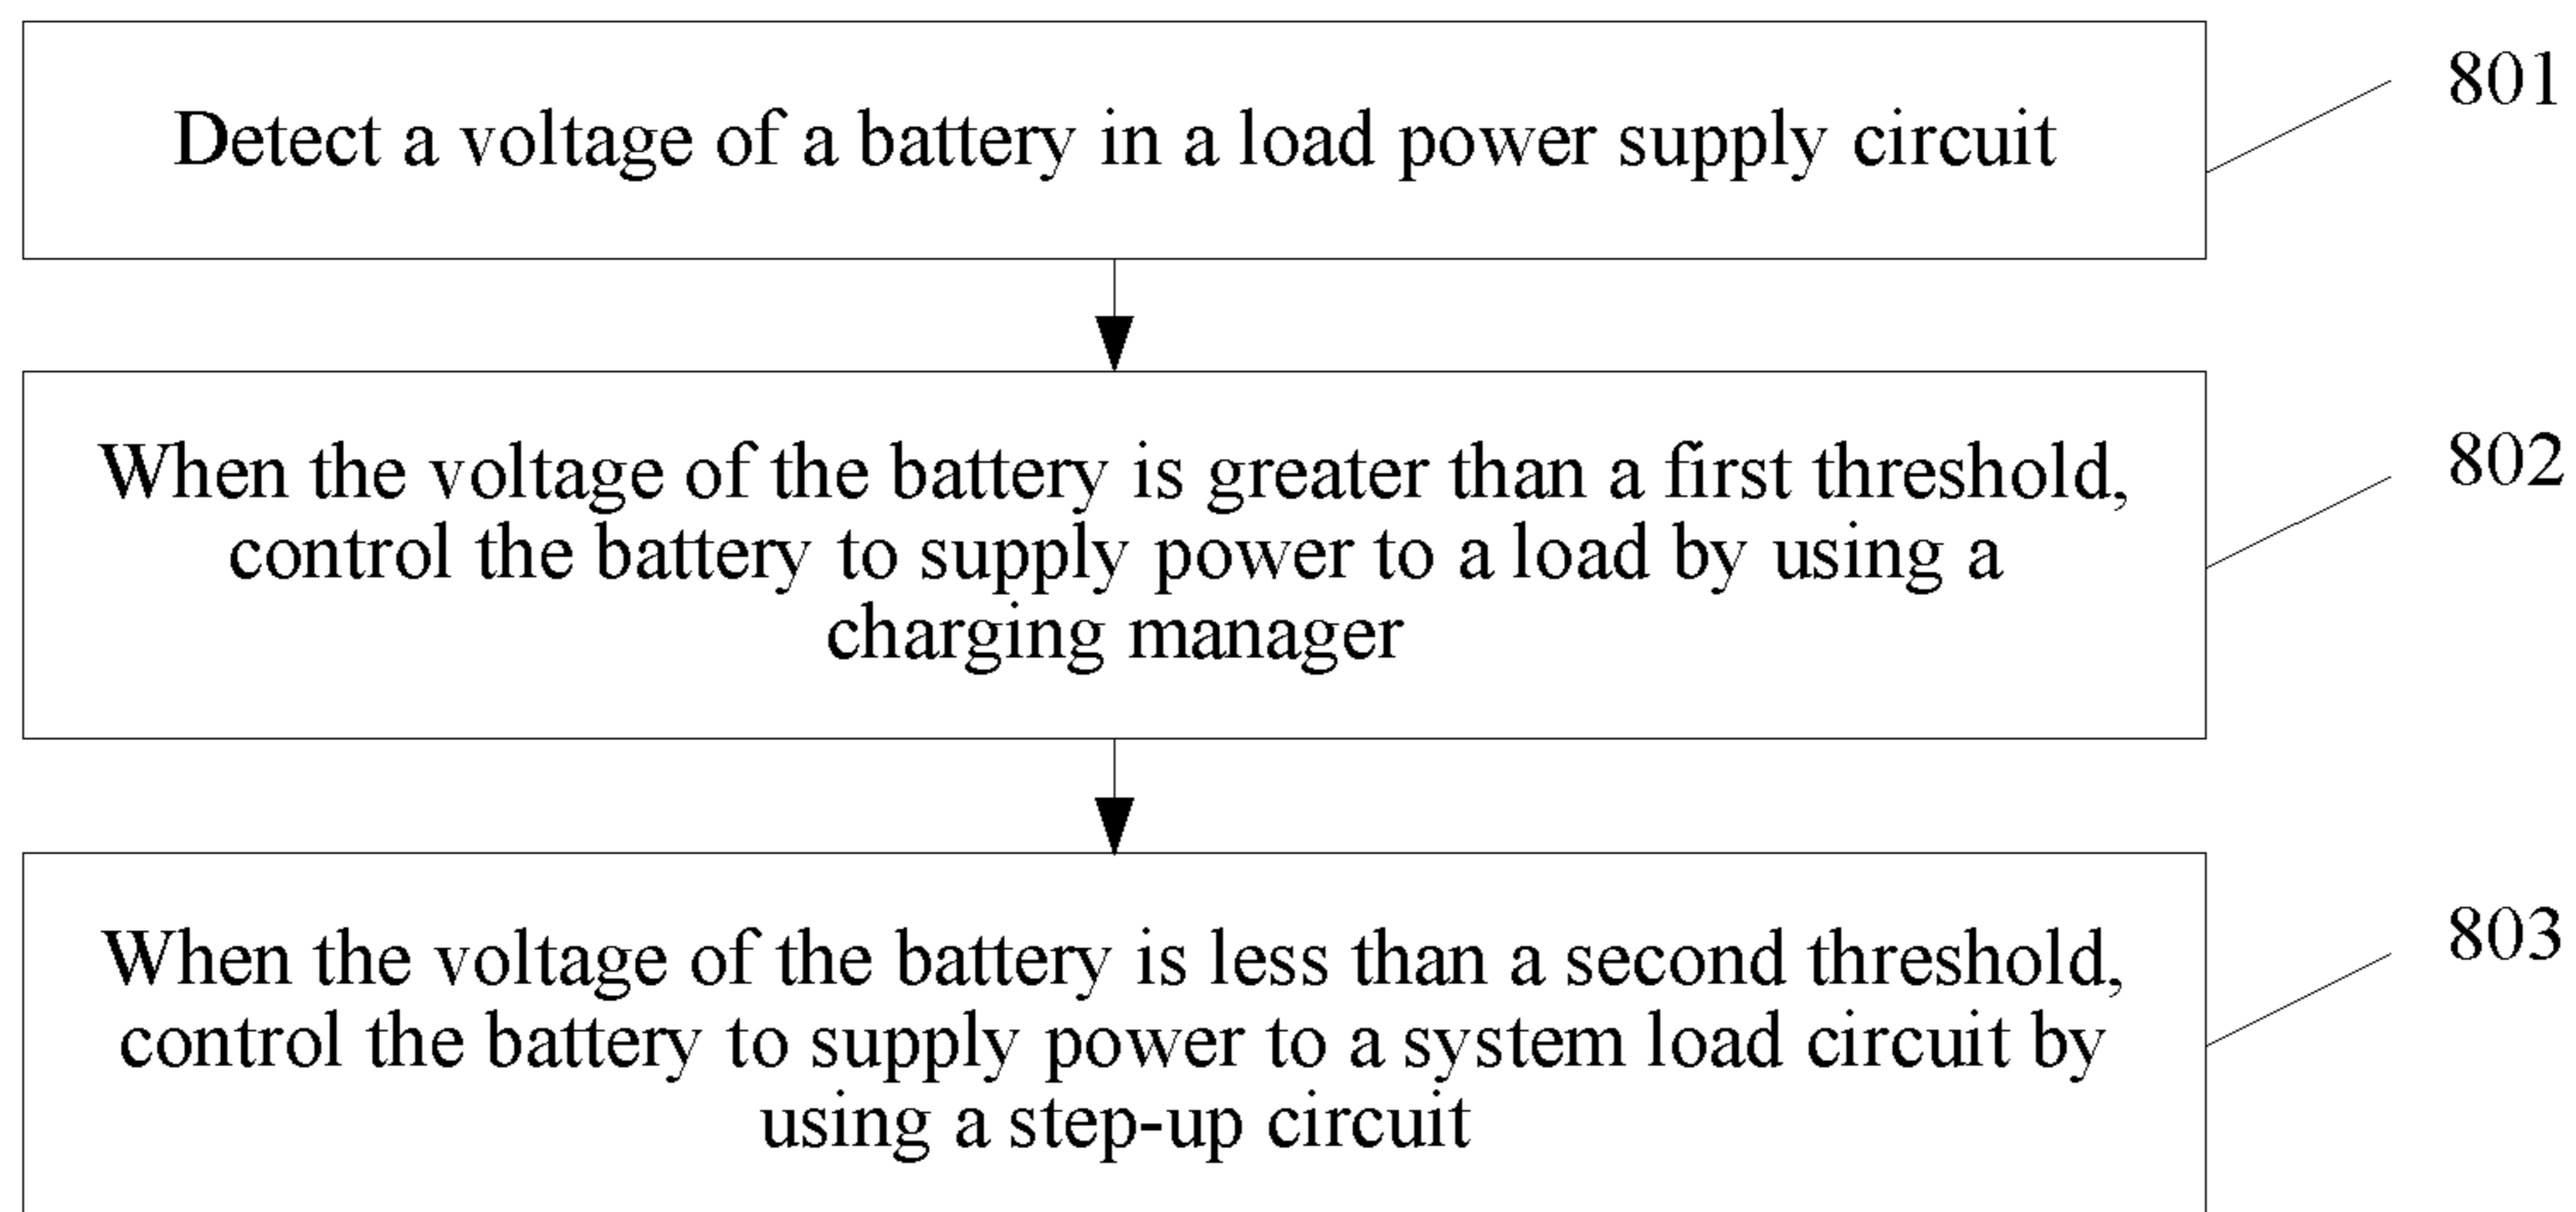 Detect a voltage of a battery in a load power supply circuit
801
When the voltage of the battery is greater than a first threshold,
control the battery to supply power to a load by using a
charging manager
802
When the voltage of the battery is less than a second threshold,
control the battery to supply power to a system load circuit by
using a step-up circuit
803